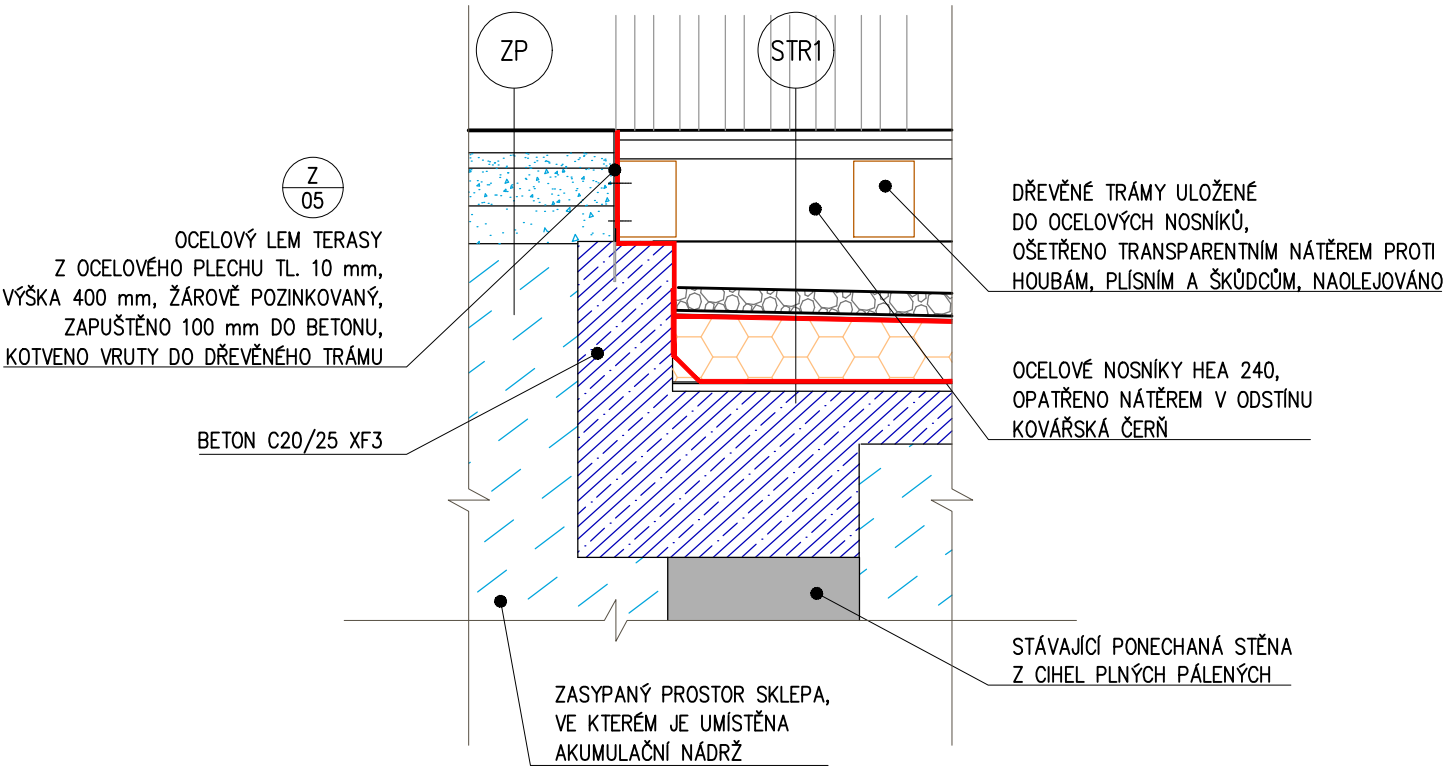 ZP
STR1
Z
05
OCELOVÝ LEM TERASY
Z OCELOVÉHO PLECHU TL. 10 mm,
VÝŠKA 400 mm, ŽÁROVĚ POZINKOVANÝ,
ZAPUŠTĚNO 100 mm DO BETONU,
KOTVENO VRUTY DO DŘEVĚNÉHO TRÁMU
BETON C20/25 XF3
DŘEVĚNÉ TRÁMY ULOŽENÉ
DO OCELOVÝCH NOSNÍKŮ,
OŠETŘENO TRANSPARENTNÍM NÁTĚREM PROTI
HOUBÁM, PLÍSNÍM A ŠKŮDCŮM, NAOLEJOVÁNO
OCELOVÉ NOSNÍKY HEA 240,
OPATŘENO NÁTĚREM V ODSTÍNU
KOVÁŘSKÁ ČERŇ
STÁVAJÍCÍ PONECHANÁ STĚNA
Z CIHEL PLNÝCH PÁLENÝCH
ZASYPANÝ PROSTOR SKLEPA,
VE KTERÉM JE UMÍSTĚNA
AKUMULAČNÍ NÁDRŽ